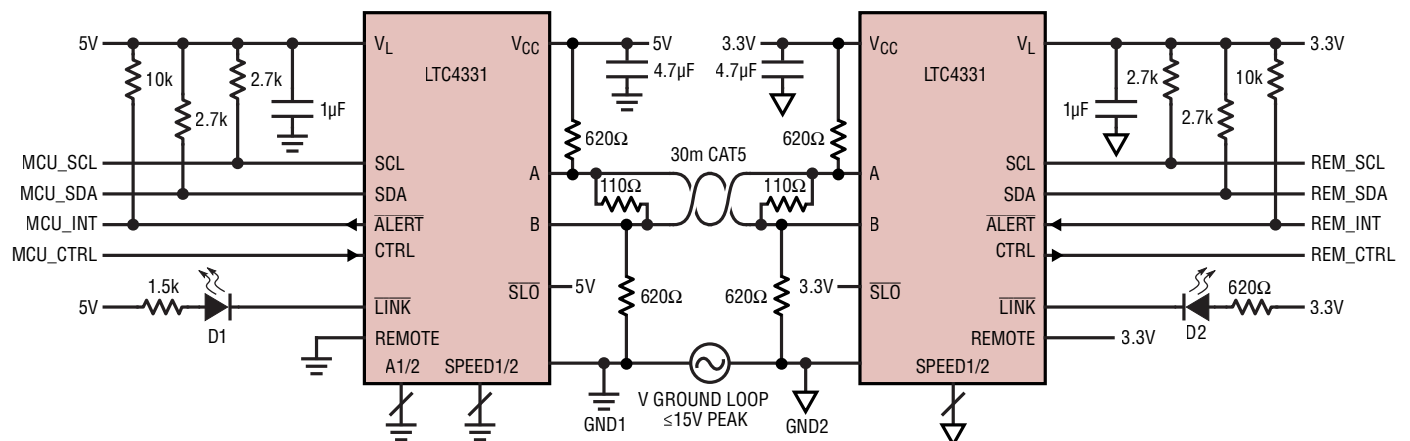 5V
10k
2.7k
2.7k
1µF
MCU_SCL
MCU_SDA
MCU_INT
MCU_CTRL
5V
1.5k
D1
VL
VCC
LTC4331
SCL
SDA
ALERT
CTRL
LINK
REMOTE
A1/2
SPEED1/2
A
B
SLO
5V
4.7µF
620Ω
110Ω
620Ω
5V
30m CAT5
GND1
V GROUND LOOP
≤15V PEAK
GND2
3.3V
4.7µF
620Ω
110Ω
620Ω
3.3V
VCC
VL
LTC4331
A
B
SLO
SCL
SDA
ALERT
CTRL
LINK
REMOTE
SPEED1/2
3.3V
1µF
2.7k
2.7k
10k
REM_SCL
REM_SDA
REM_INT
REM_CTRL
620Ω
D2
3.3V
3.3V